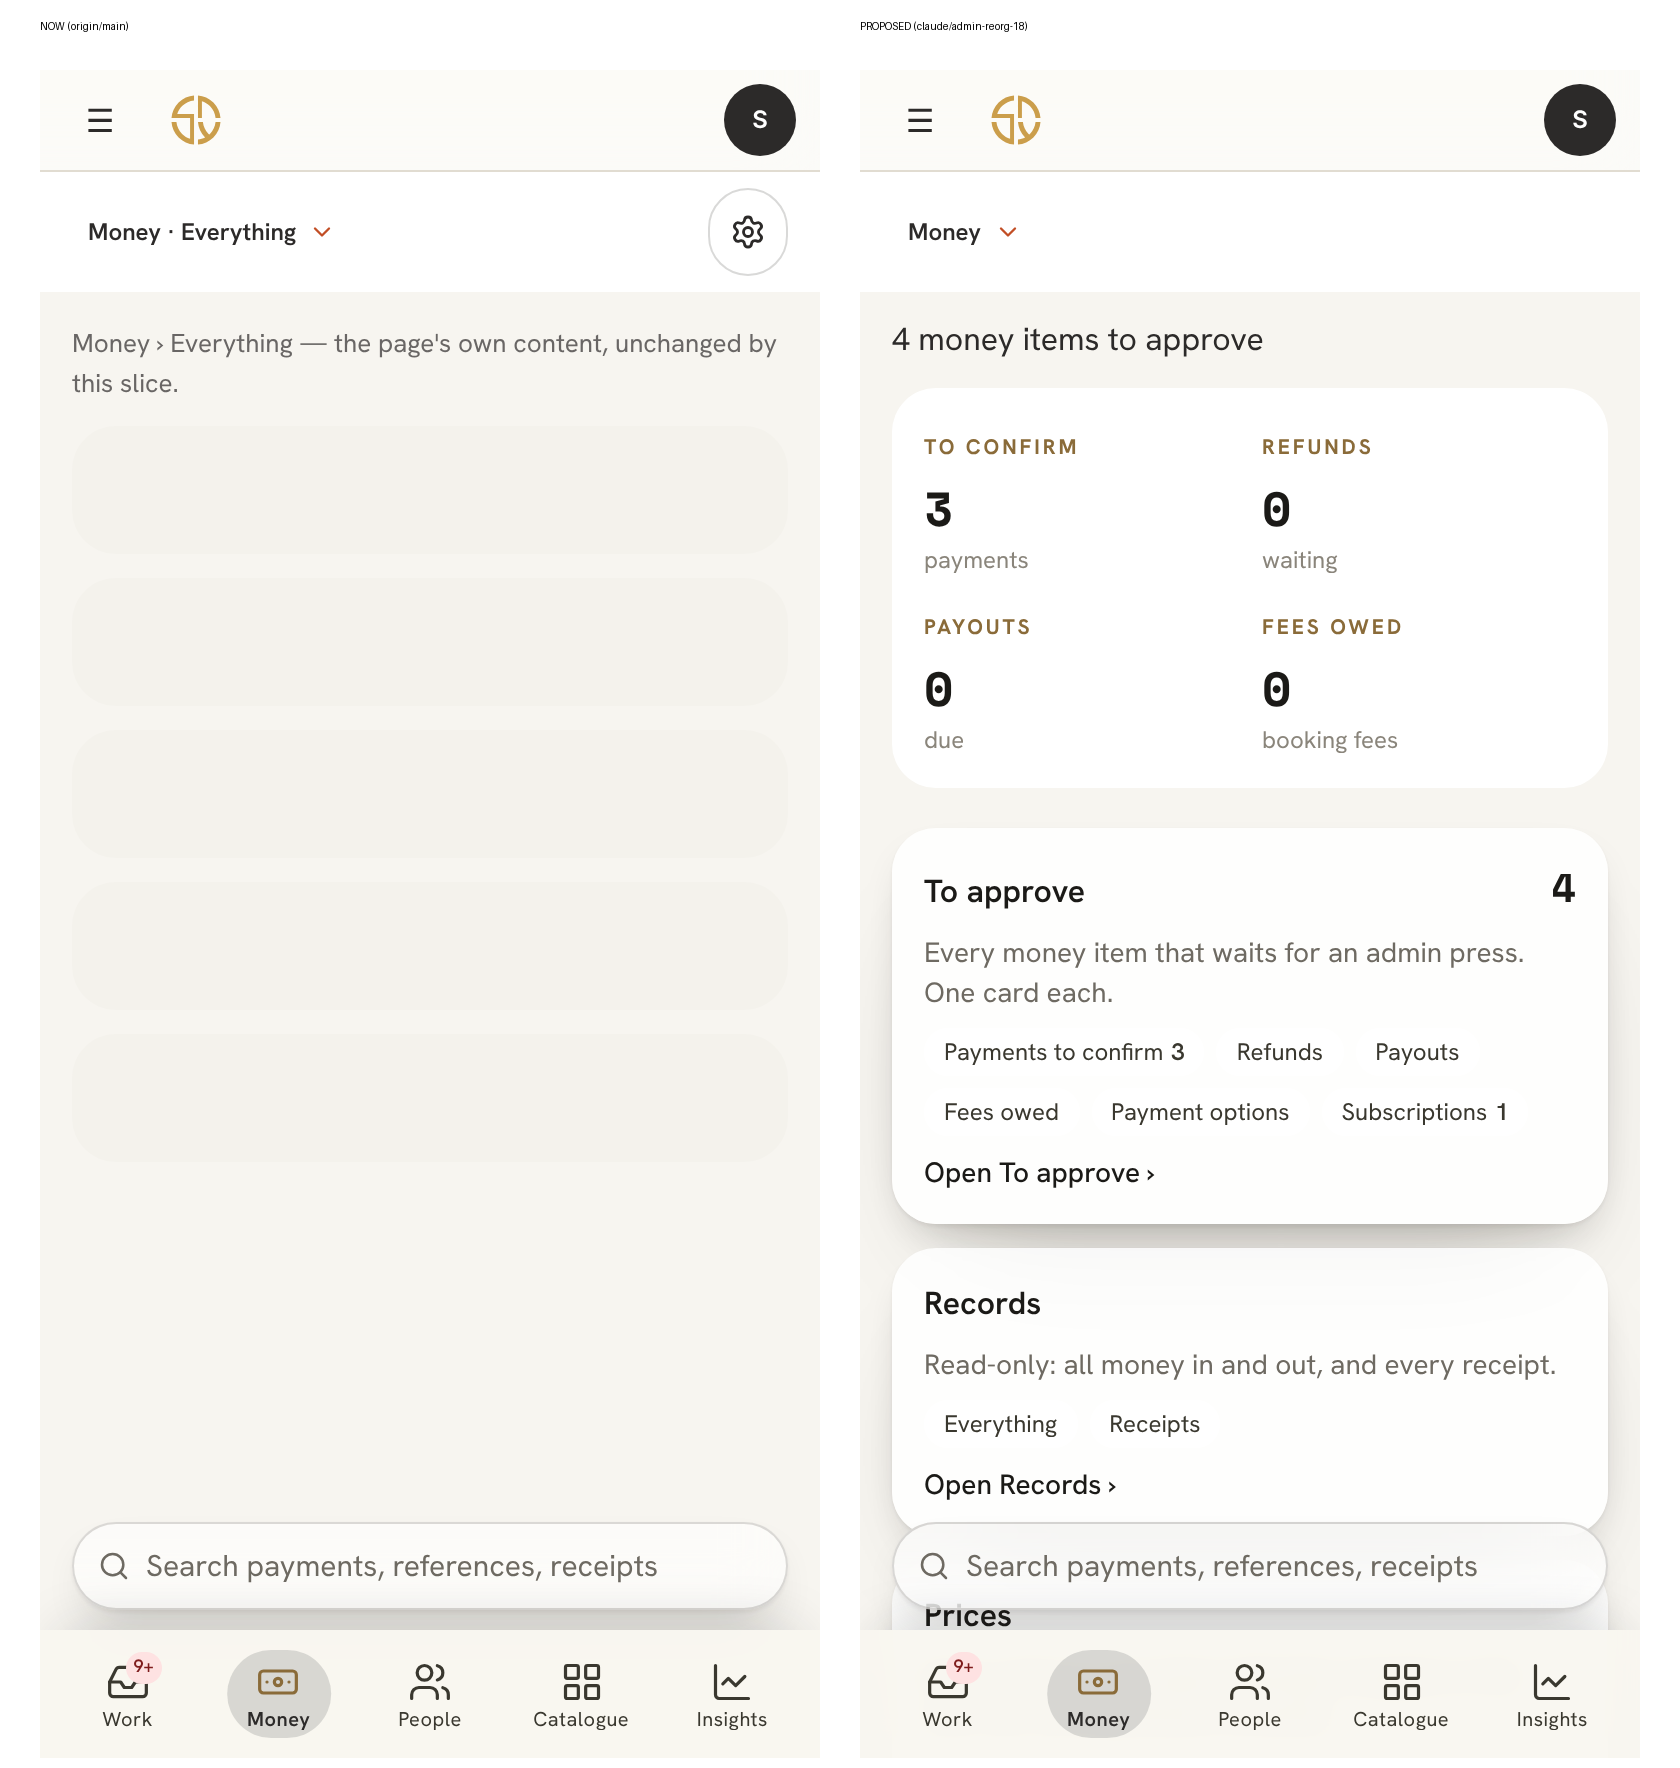 NOW (origin/main)
S
Money · Everything
Money › Everything — the page's own content, unchanged by
this slice.
Search payments, references, receipts
9+
Work
Money
People
Catalogue
Insights
PROPOSED (claude/admin-reorg-18)
S
Money
4 money items to approve
TO CONFIRM
3
payments
REFUNDS
0
waiting
PAYOUTS
0
due
FEES OWED
0
booking fees
To approve
4
Every money item that waits for an admin press.
One card each.
Payments to confirm 3 Refunds Payouts
Fees owed Payment options Subscriptions 1
Open To approve ›
Records
Read-only: all money in and out, and every receipt.
Everything Receipts
Open Records ›
Search payments, references, receipts
Prices
9+
Work
Money
People
Catalogue
Insights